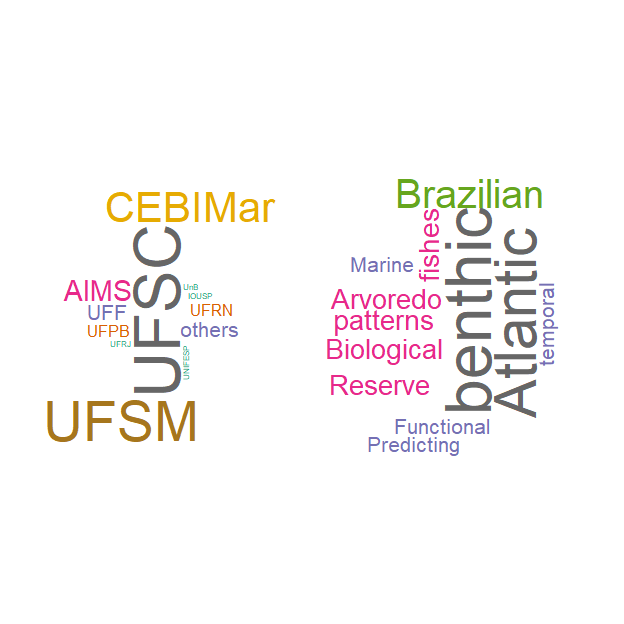 CEBIMar
UFSC
AIMS
UnB
IOUSP
UFF
UFRN
UFPB
others
UFRJ
UNIFESP
UFSM
Brazilian
fishes
benthic
Atlantic
Marine
temporal
Arvoredo
patterns
Biological
Reserve
Functional
Predicting